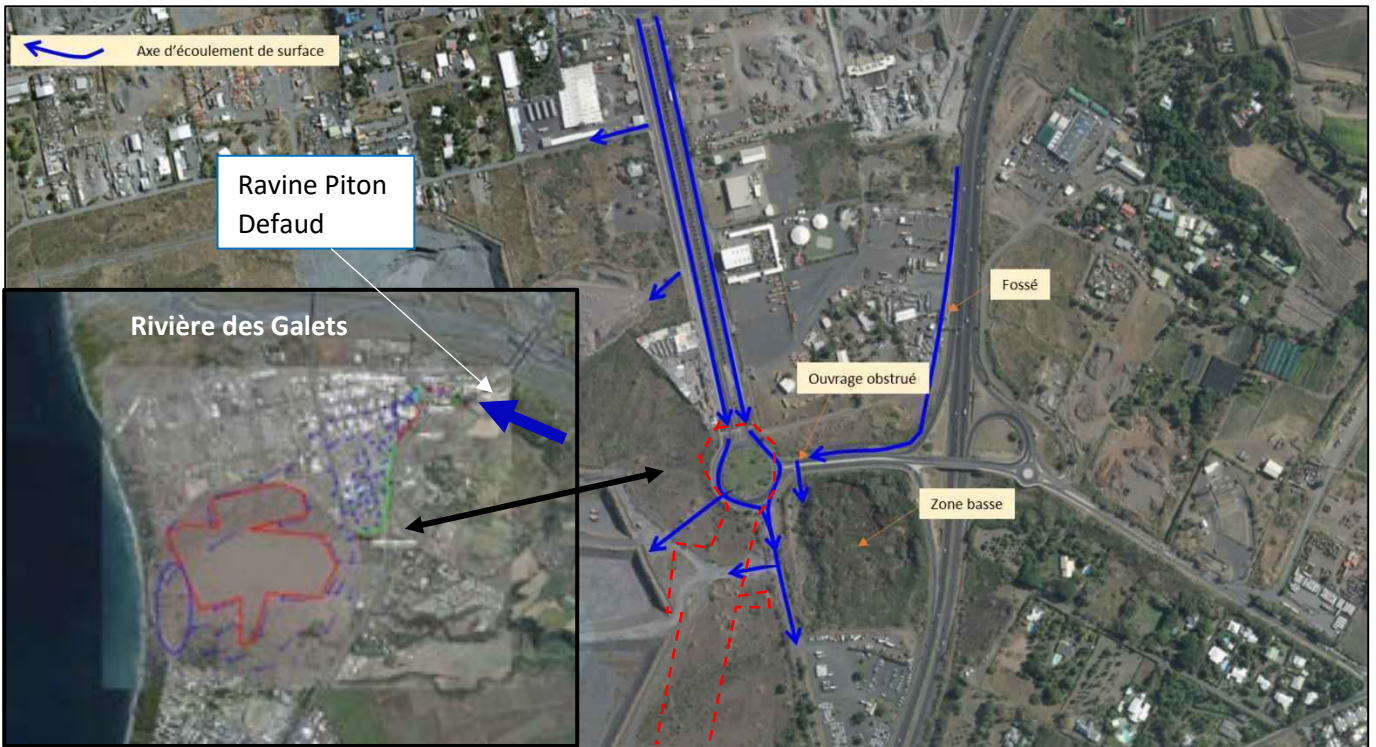 Axe d'écoulement de surface
Ravine Piton
Defaud
Rivière des Galets
Fossé
Ouvrage obstrué
Zone basse